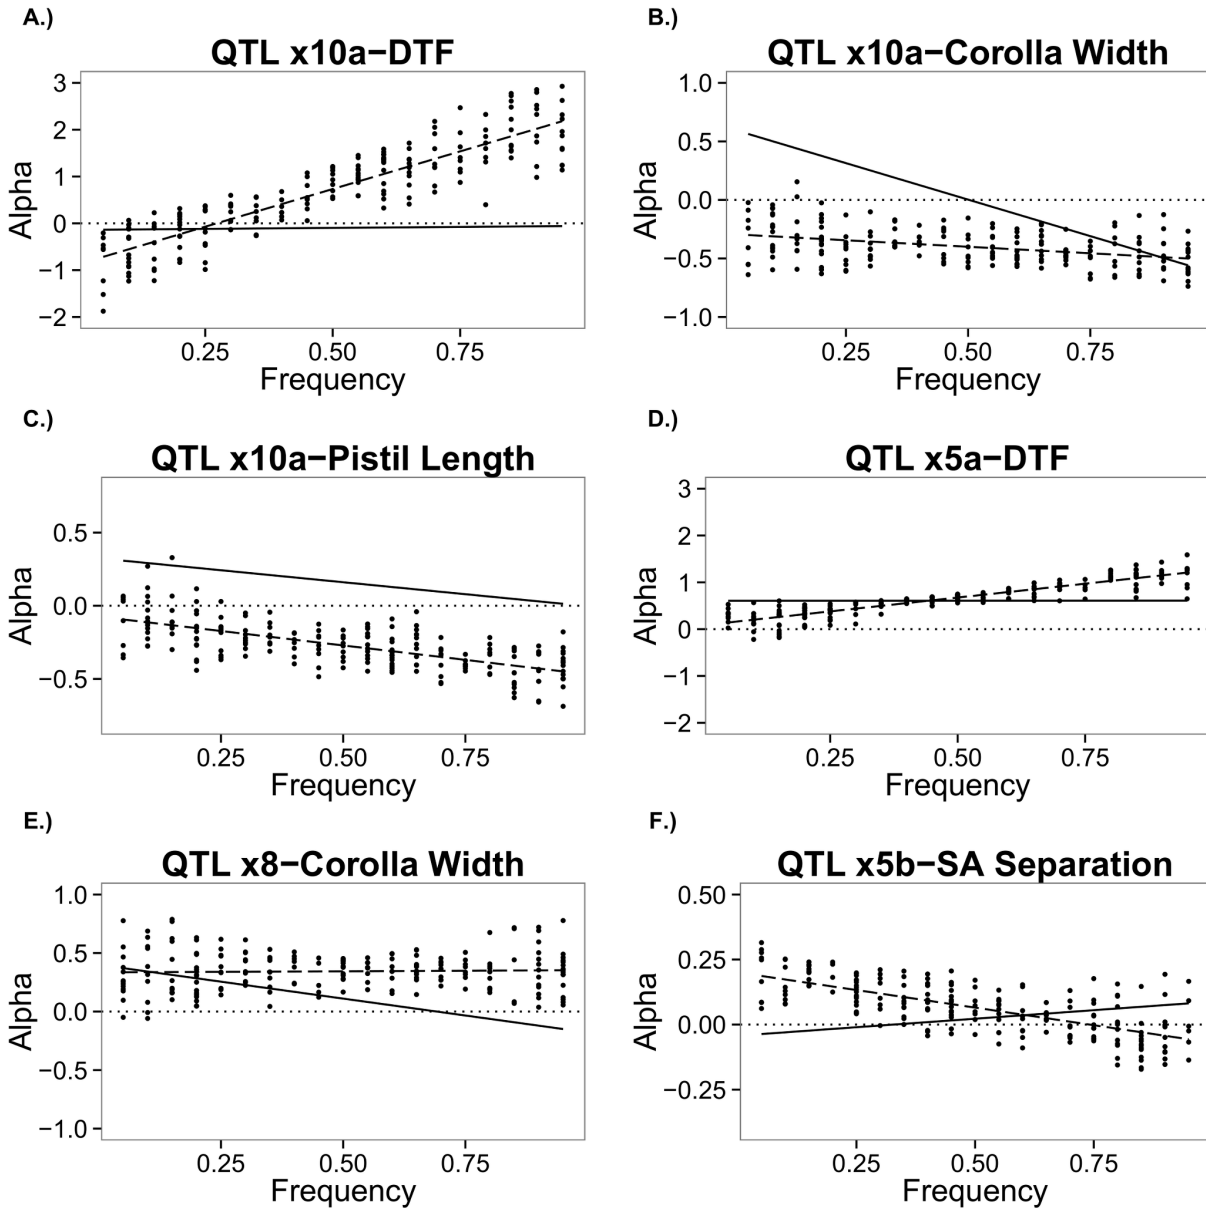 A.)
QTL x10a−DTF
3
2
1
0
−1
−2
Alpha
0.25 0.50 0.75
Frequency
B.)
QTL x10a−Corolla Width
1.0
0.5
0.0
−0.5
−1.0
Alpha
0.25 0.50 0.75
Frequency
C.)
QTL x10a−Pistil Length
0.5
0.0
−0.5
Alpha
0.25 0.50 0.75
Frequency
D.)
QTL x5a−DTF
3
2
1
0
−1
−2
Alpha
0.25 0.50 0.75
Frequency
E.)
QTL x8−Corolla Width
1.0
0.5
0.0
−0.5
−1.0
Alpha
0.25 0.50 0.75
Frequency
F.)
QTL x5b−SA Separation
0.50
0.25
0.00
−0.25
Alpha
0.25 0.50 0.75
Frequency